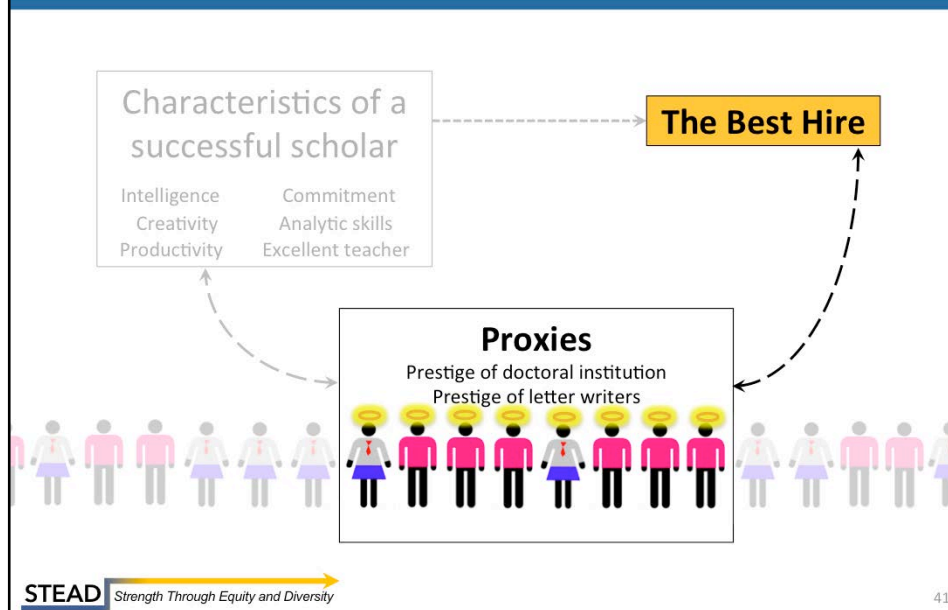 Characteristics of a
successful scholar
Intelligence Commitment
Creativity Analytic skills
Productivity Excellent teacher
The Best Hire
Proxies
Prestige of doctoral institution
Prestige of letter writers
STEAD Strength Through Equity and Diversity
41